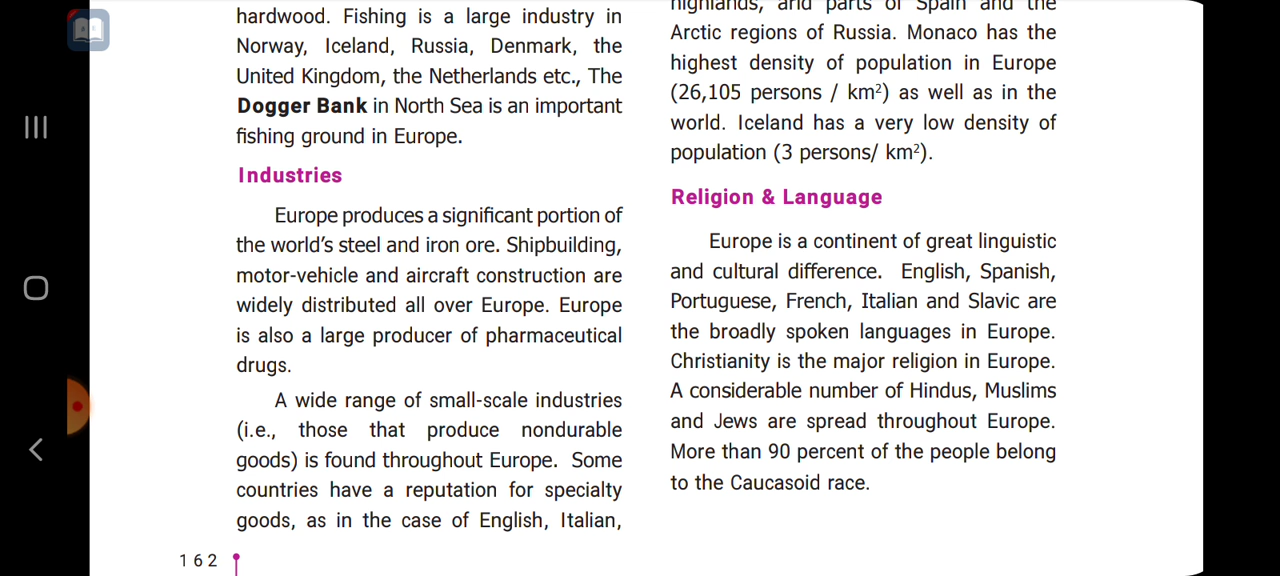 hardwood. Fishing is a large industry in
Norway, Iceland, Russia, Denmark, the
United Kingdom, the Netherlands etc., The
Dogger Bank in North Sea is an important
fishing ground in Europe.
Industries
Europe produces a significant portion of
the world's steel and iron ore. Shipbuilding,
motor-vehicle and aircraft construction are
widely distributed all over Europe. Europe
is also a large producer of pharmaceutical
drugs.
A wide range of small-scale industries
(i.e., those that produce nondurable
goods) is found throughout Europe. Some
countries have a reputation for specialty
goods, as in the case of English, Italian,
162
highlands, arid parts of Spain and the
Arctic regions of Russia. Monaco has the
highest density of population in Europe
(26,105 persons / km²) as well as in the
world. Iceland has a very low density of
population (3 persons/ km²).
Religion & Language
Europe is a continent of great linguistic
and cultural difference. English, Spanish,
Portuguese, French, Italian and Slavic are
the broadly spoken languages in Europe.
Christianity is the major religion in Europe.
A considerable number of Hindus, Muslims
and Jews are spread throughout Europe.
More than 90 percent of the people belong
to the Caucasoid race.